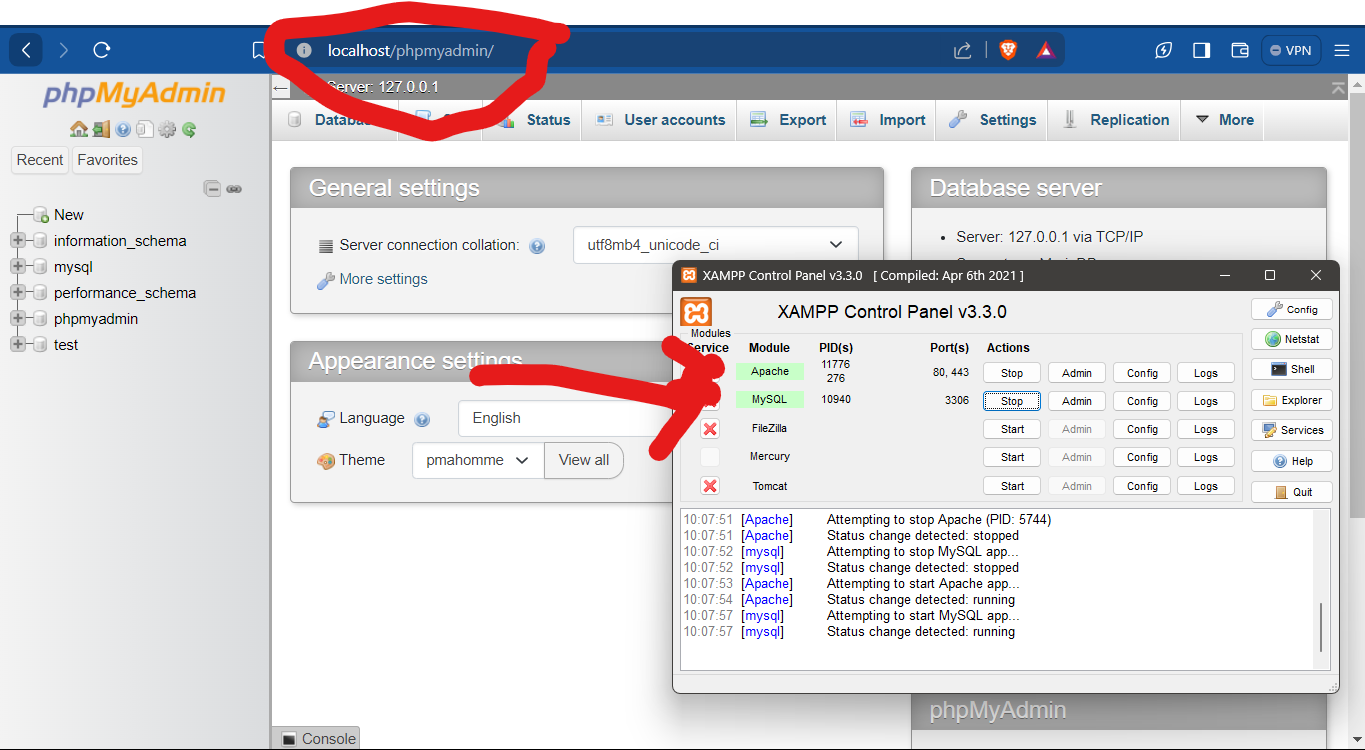 localhost/phpmyadmin/
VPN
phpMyAdmin
Server: 127.0.0.1
Status
User accounts
Export
Import
Settings
Replication
More
Recent
Favorites
New
information_schema
mysql
performance_schema
phpmyadmin
test
General settings
Server connection collation:
utf8mb4_unicode_ci
More settings
Appearance settings
Language
English
Theme
pmahomme
View all
Database server
Server: 127.0.0.1 via TCP/IP
XAMPP Control Panel v3.3.0 [ Compiled: Apr 6th 2021 ]
XAMPP Control Panel v3.3.0
Modules
Service Module PID(s) Port(s) Actions
Apache 11776 276 80, 443 Stop Admin Config Logs
MySQL 10940 3306 Stop Admin Config Logs
FileZilla Start Admin Config Logs
Mercury Start Admin Config Logs
Tomcat Start Admin Config Logs
Config
Netstat
Shell
Explorer
Services
Help
Quit
10:07:51 [Apache] Attempting to stop Apache (PID: 5744)
10:07:51 [Apache] Status change detected: stopped
10:07:52 [mysql] Attempting to stop MySQL app...
10:07:52 [mysql] Status change detected: stopped
10:07:53 [Apache] Attempting to start Apache app...
10:07:54 [Apache] Status change detected: running
10:07:57 [mysql] Attempting to start MySQL app...
10:07:57 [mysql] Status change detected: running
phpMyAdmin
Console